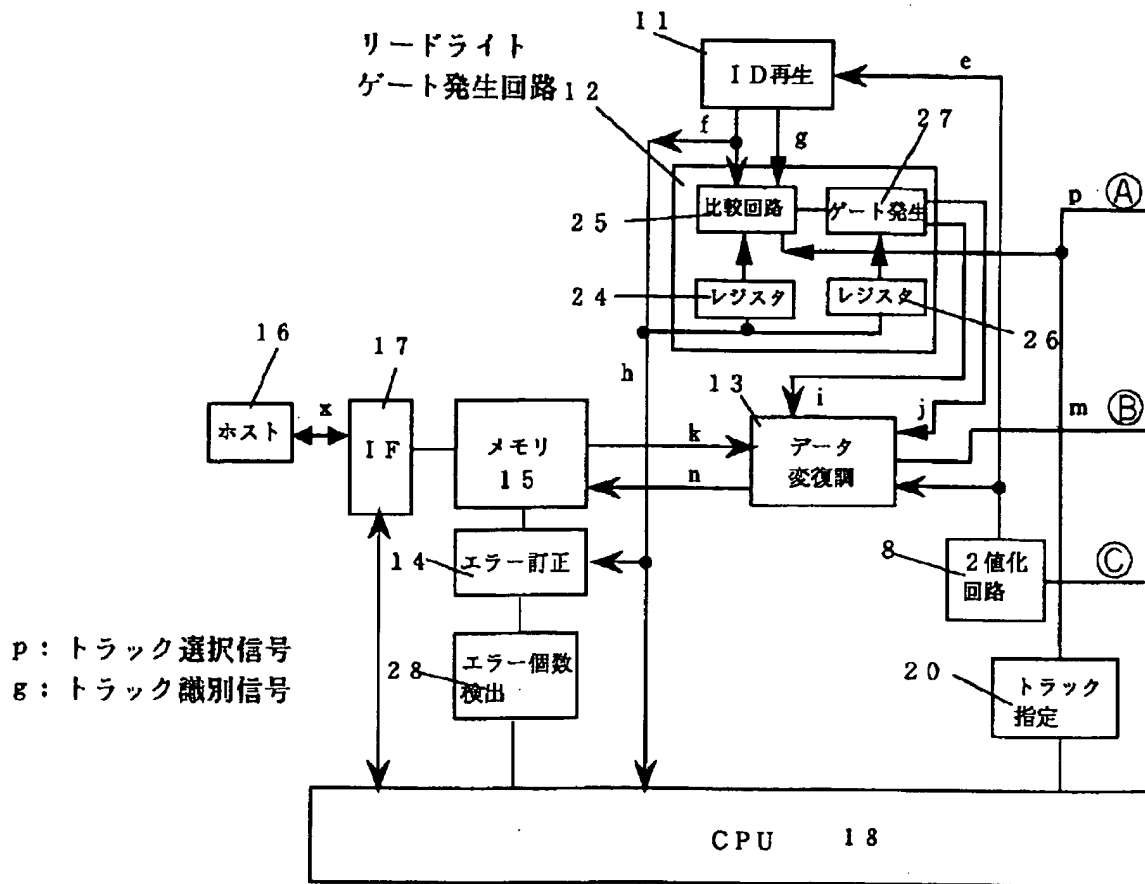 11
リードライト
ゲート発生回路12
ID再生
e
f
g
27
25
比較回路
ゲート発生
p Ⓐ
24
レジスタ
レジスタ
26
16
17
h
13
i
j
m Ⓑ
ホスト
x
IF
メモリ
15
k
n
データ
変復調
14
エラー訂正
8
2値化
回路
Ⓒ
p:トラック選択信号
g:トラック識別信号
28
エラー個数
検出
20
トラック
指定
CPU 18